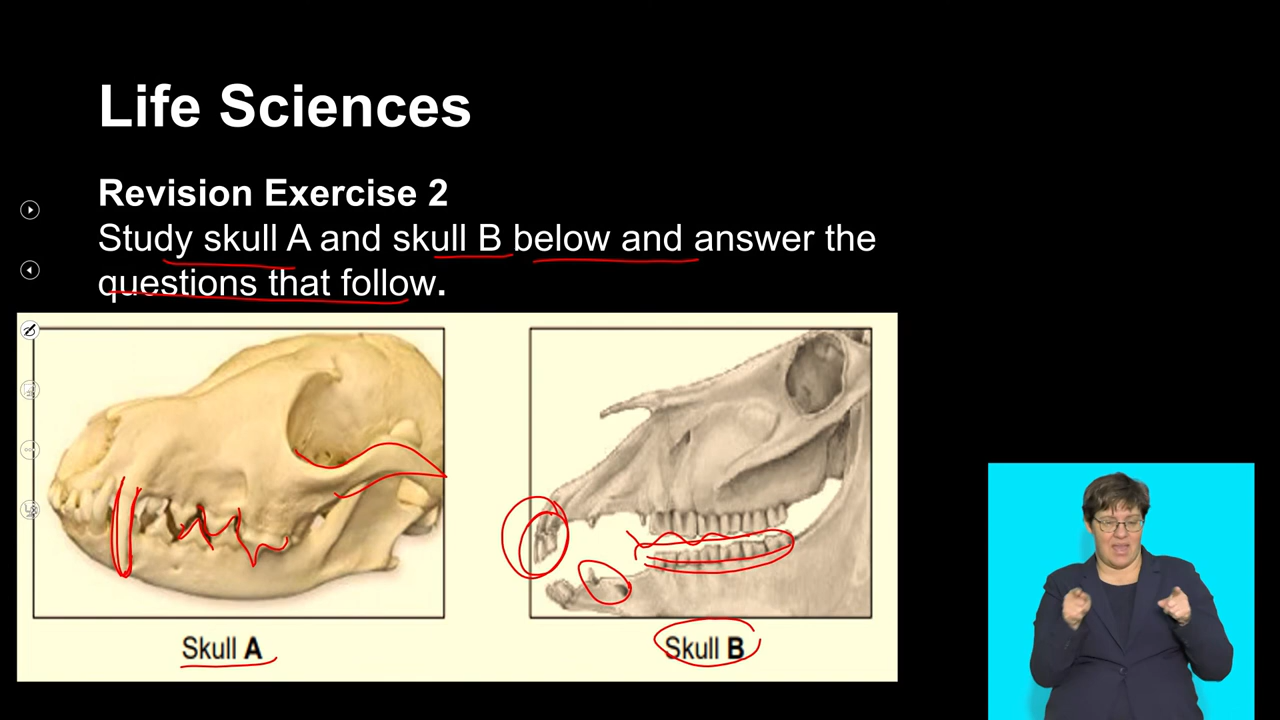 Life Sciences
Revision Exercise 2
Study skull A and skull B below and answer the
questions that follow.
Skull A
Skull B